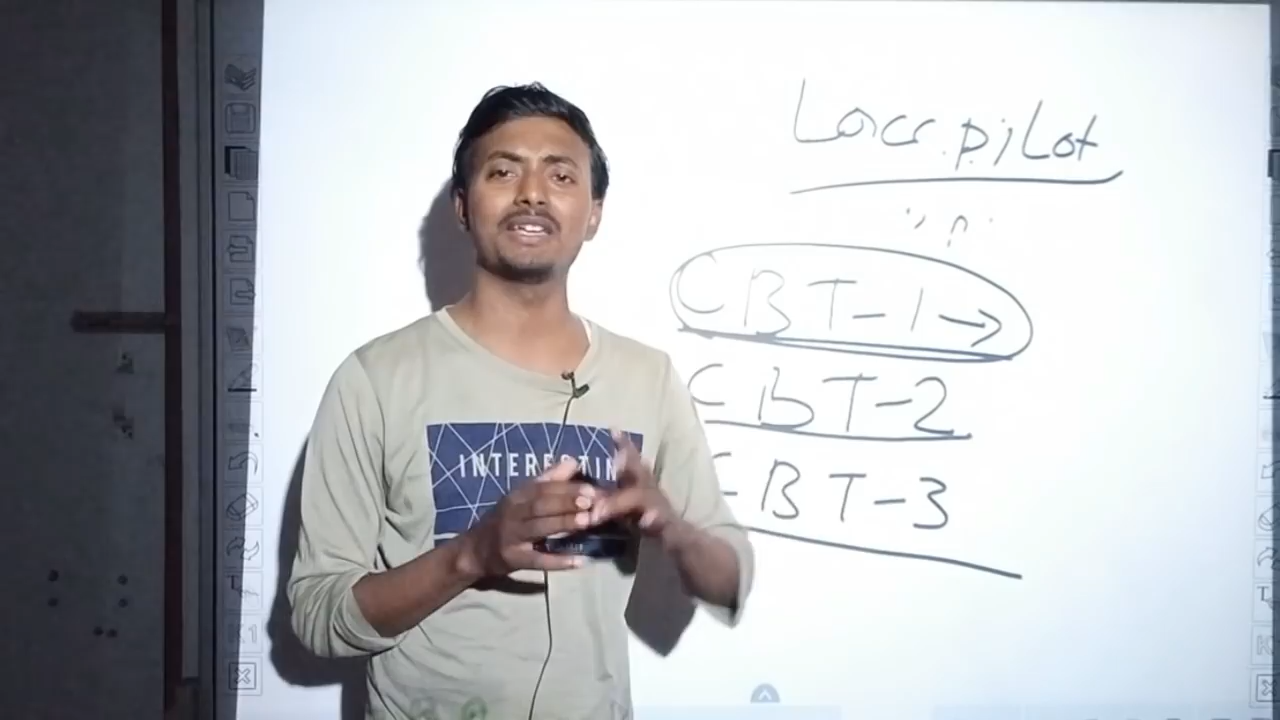 Loco pilot
CBT-1→
CBT-2
CBT-3
INTERESTIN